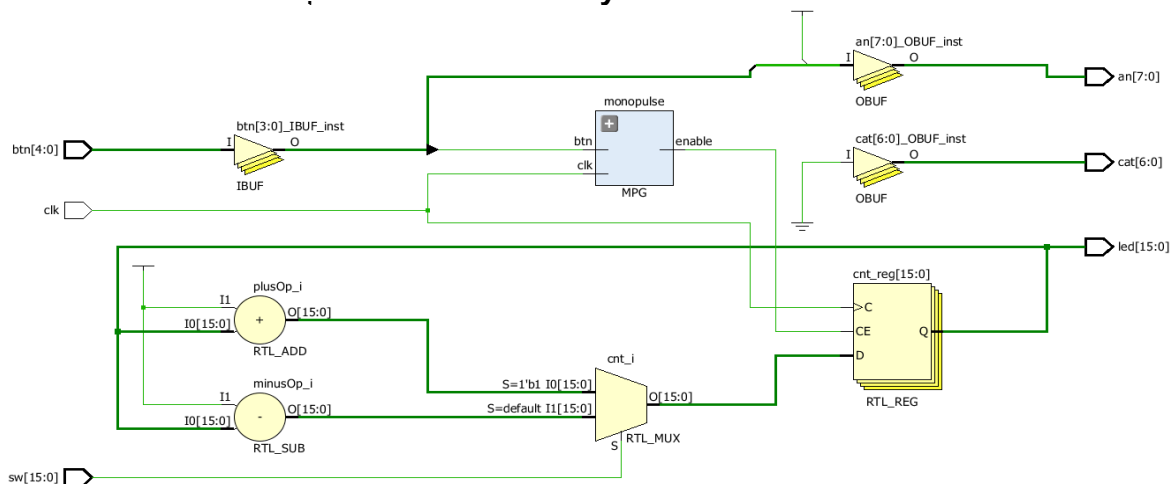 y
an[7:0]_OBUF_inst
I
O
an[7:0]
OBUF
monopulse
btn[3:0]_IBUF_inst
btn[4:0]
I
O
IBUF
btn
enable
clk
MPG
cat[6:0]_OBUF_inst
I
O
cat[6:0]
OBUF
clk
led[15:0]
cnt_reg[15:0]
plusOp_i
I1
I0[15:0]
+
O[15:0]
RTL_ADD
C
CE
Q
D
RTL_REG
cnt_i
minusOp_i
S=1'b1 I0[15:0]
S=default I1[15:0]
O[15:0]
S
RTL_MUX
I1
I0[15:0]
-
O[15:0]
RTL_SUB
sw[15:0]